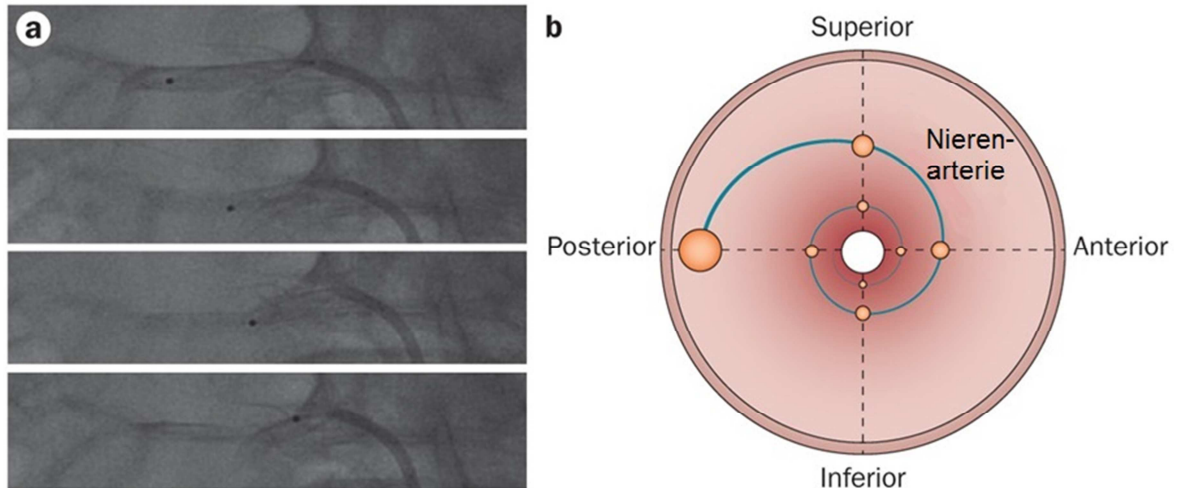 a
b
Superior
Nieren-
arterie
Posterior
Anterior
Inferior